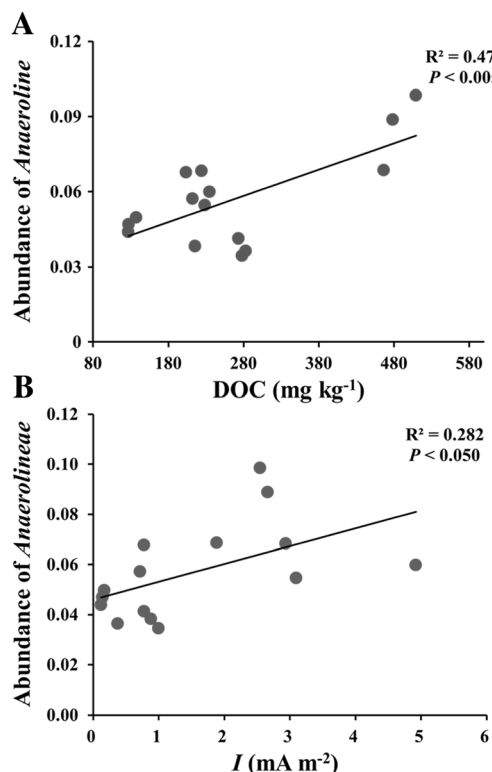 A
0.12
R² = 0.47
P < 0.00
0.09
0.06
0.03
0
80 180 280 380 480 580
Abundance of Anaeroline
DOC (mg kg⁻¹)
B
0.12
R² = 0.282
P < 0.050
0.10
0.08
0.06
0.04
0.02
0.00
0 1 2 3 4 5 6
Abundance of Anaerolineae
I (mA m⁻²)